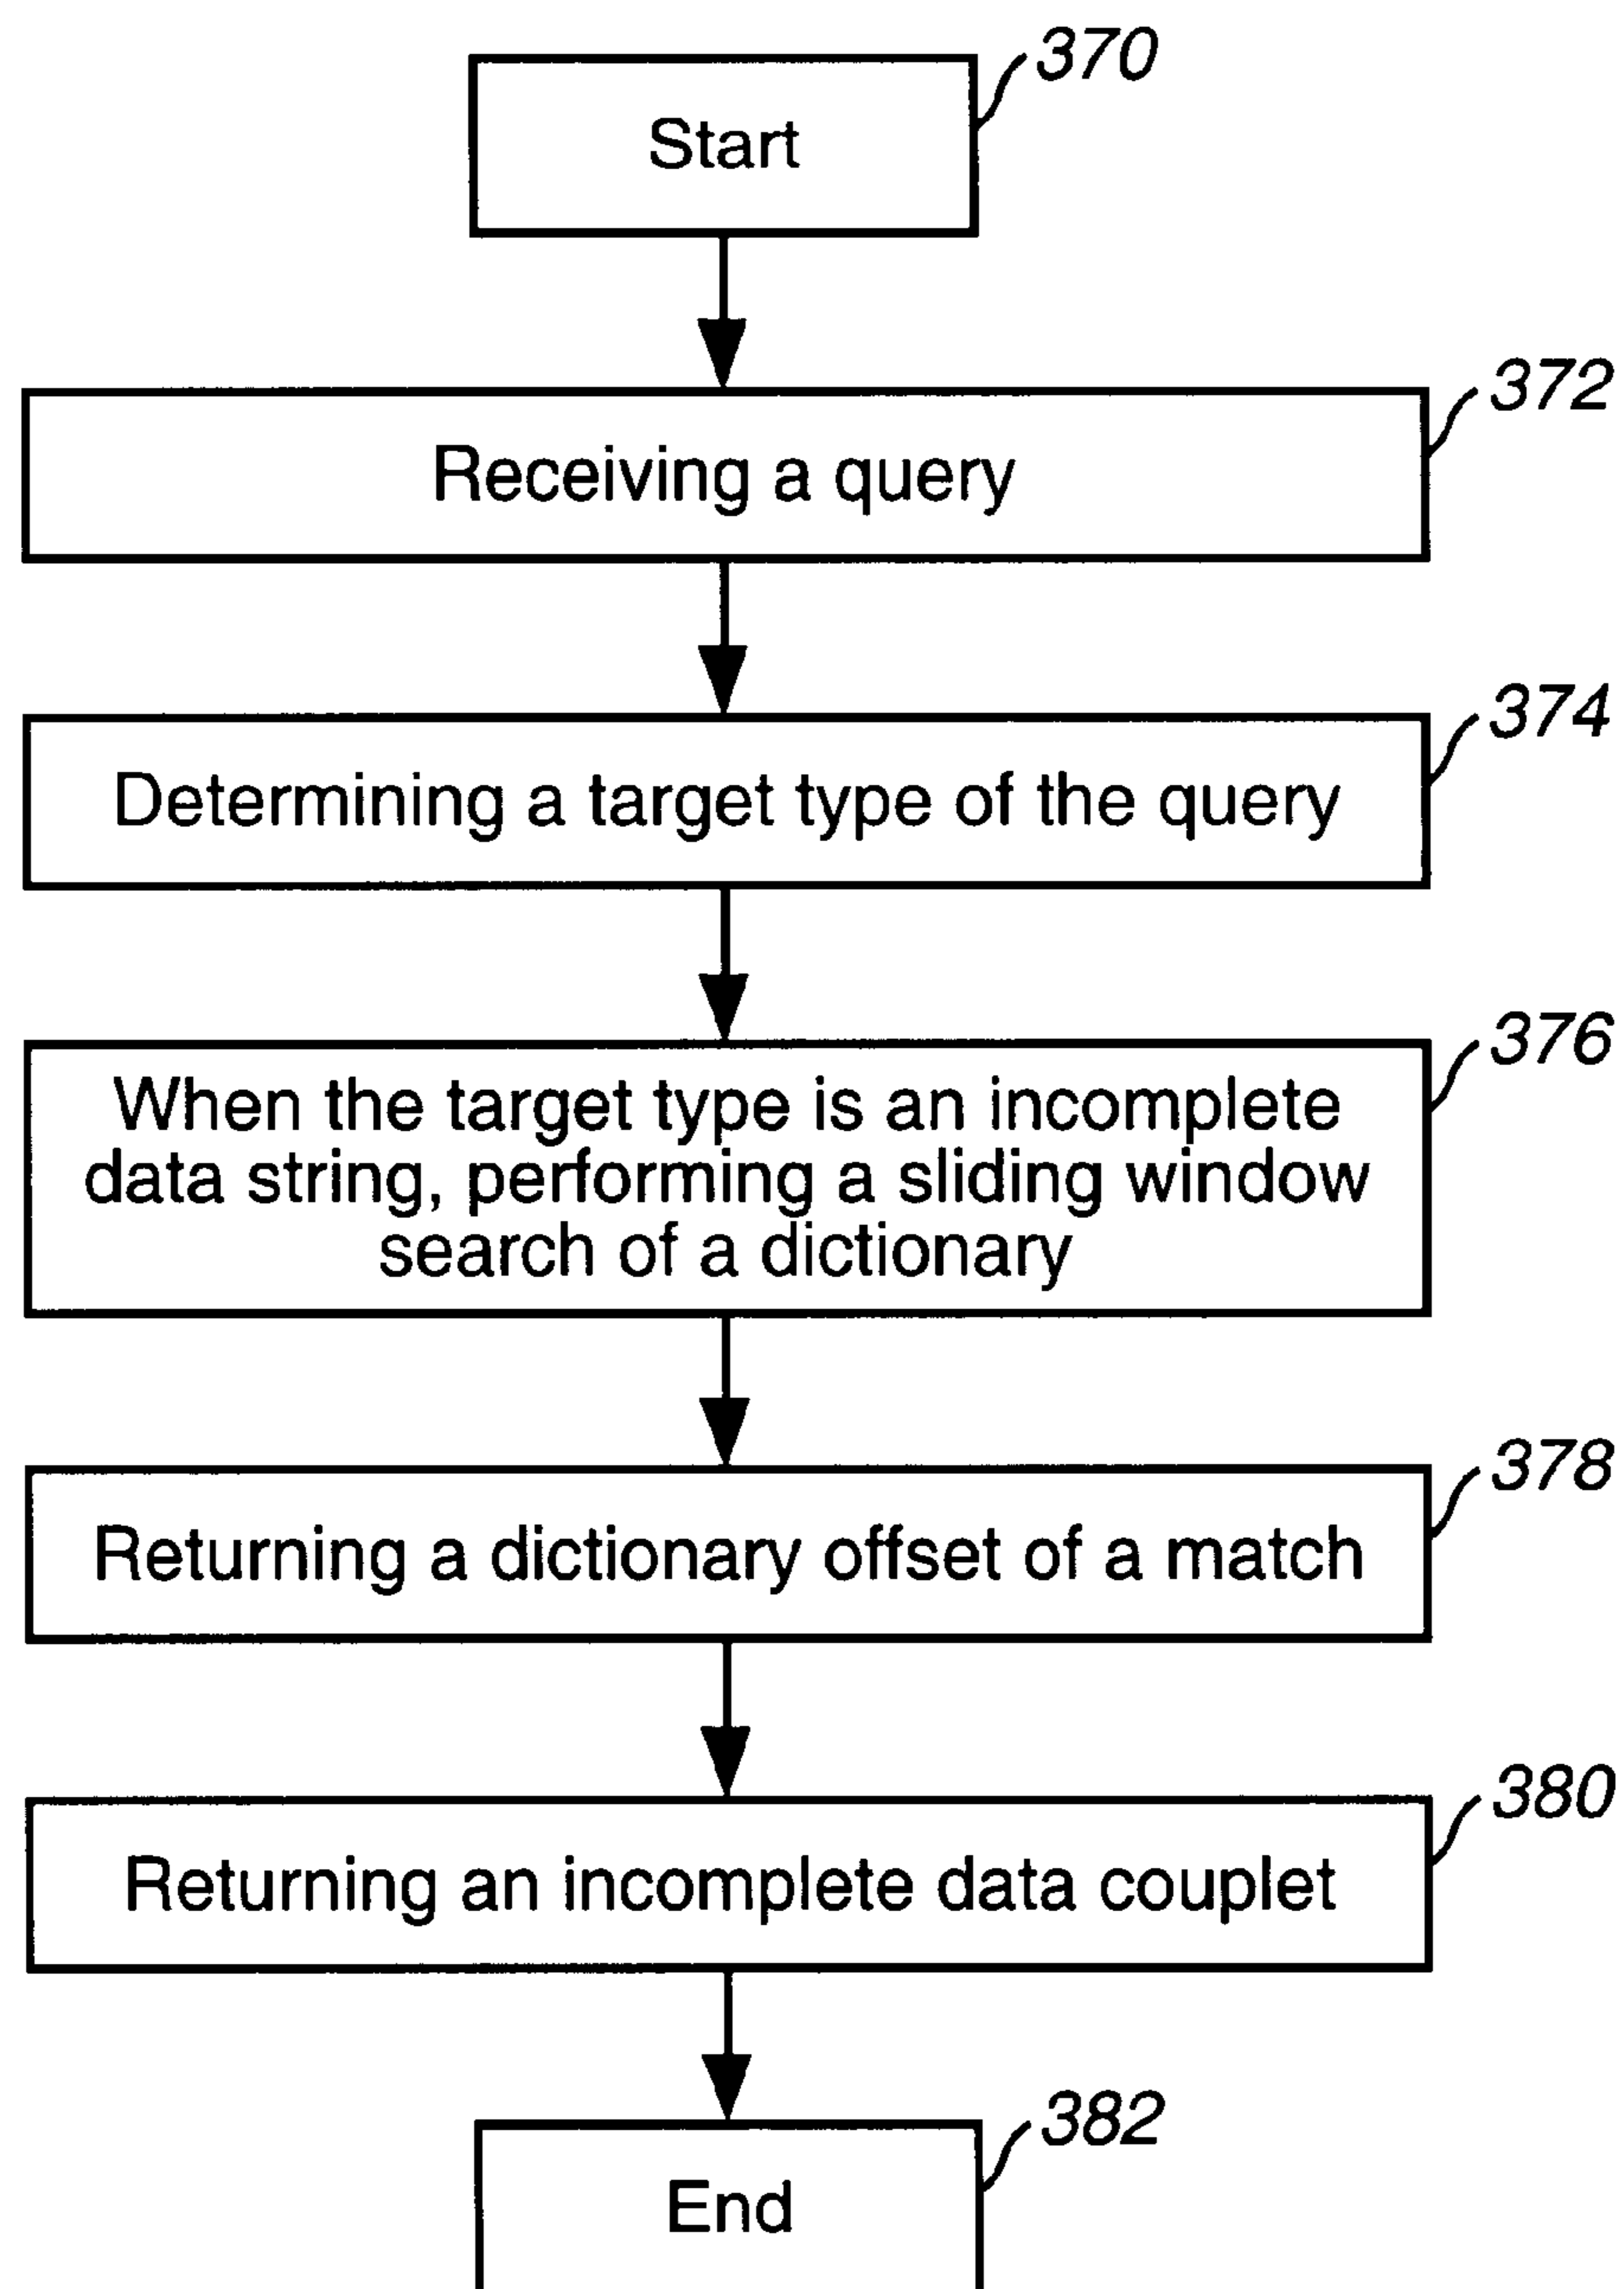 370
Start
372
Receiving a query
374
Determining a target type of the query
376
When the target type is an incomplete
data string, performing a sliding window
search of a dictionary
378
Returning a dictionary offset of a match
380
Returning an incomplete data couplet
382
End